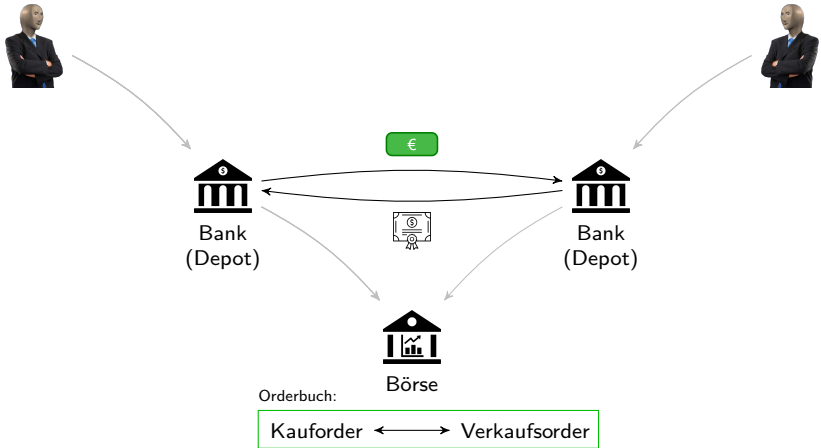 €
$
$
$
Bank
(Depot)
Bank
(Depot)
Börse
Orderbuch:
Kauforder
Verkaufsorder